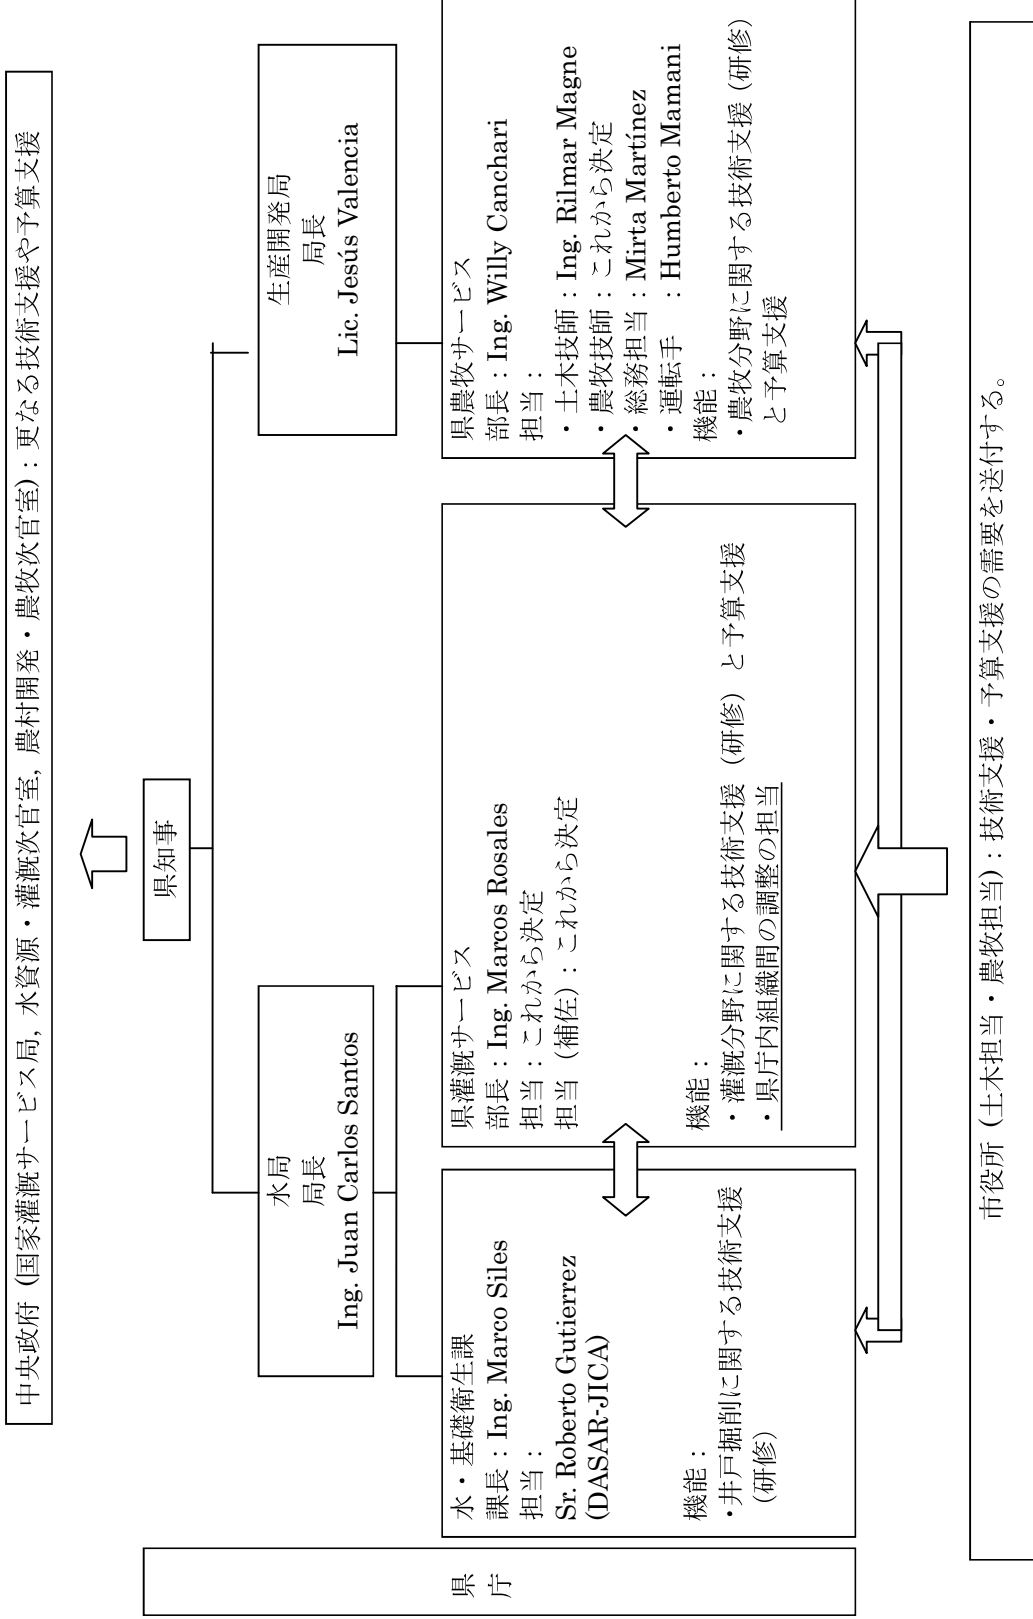 中央政府（国家灌漑サービス局, 水資源・灌漑次官室, 農村開発・農牧次官室）: 更なる技術支援や予算支援
県知事
水局
局長
Ing. Juan Carlos Santos
生産開発局
局長
Lic. Jesús Valencia
県庁
水・基礎衛生課
課長：Ing. Marco Siles
担当：
Sr. Roberto Gutierrez
(DASAR-JICA)
機能：
・井戸掘削に関する技術支援
（研修）
県灌漑サービス
部長：Ing. Marcos Rosales
担当：これから決定
担当（補佐）：これから決定
機能：
・灌漑分野に関する技術支援（研修）と予算支援
・県庁内組織間の調整の担当
県農牧サービス
部長：Ing. Willy Canchari
担当：
・土木技師：Ing. Rilmar Magne
・農牧技師：これから決定
・総務担当：Mirta Martínez
・運転手　：Humberto Mamani
機能：
・農牧分野に関する技術支援（研修）
と予算支援
市役所（土木担当・農牧担当）: 技術支援・予算支援の需要を送付する。